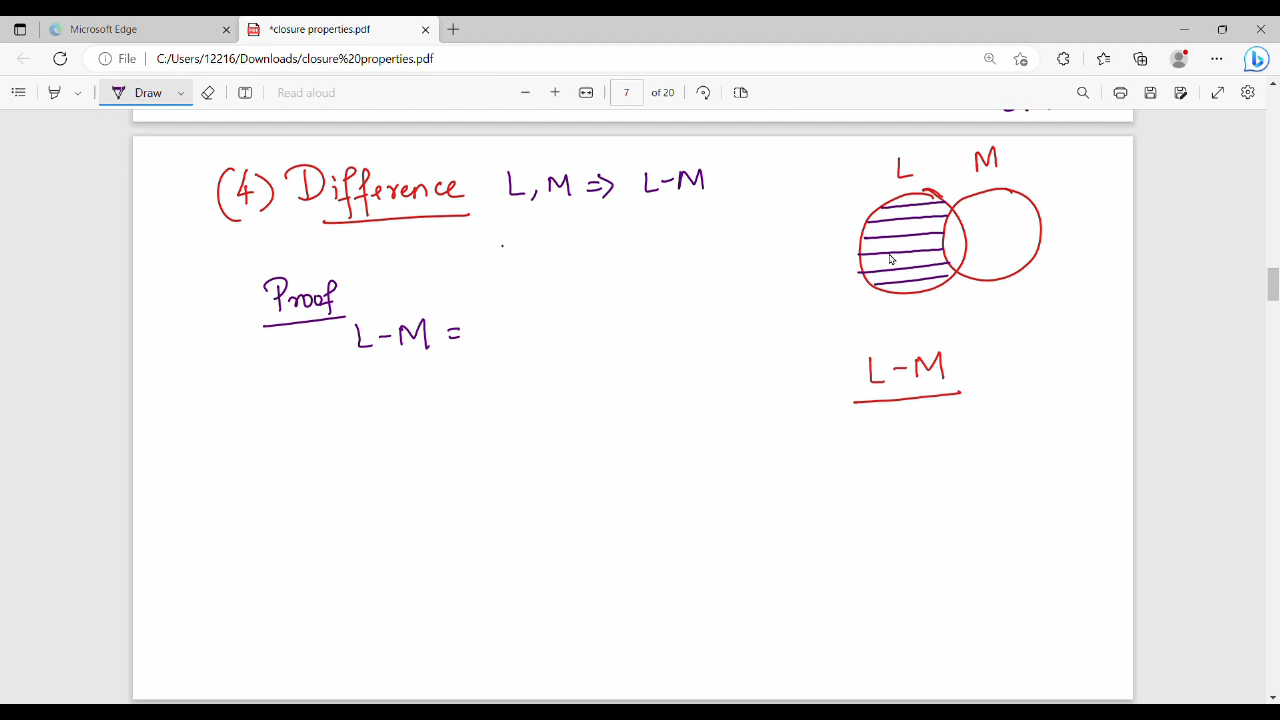 Microsoft Edge
*closure properties.pdf
File
C:/Users/12216/Downloads/closure%20properties.pdf
Draw
Read aloud
7
of 20
(4) Difference L, M => L-M
L M
Proof
L-M =
L-M